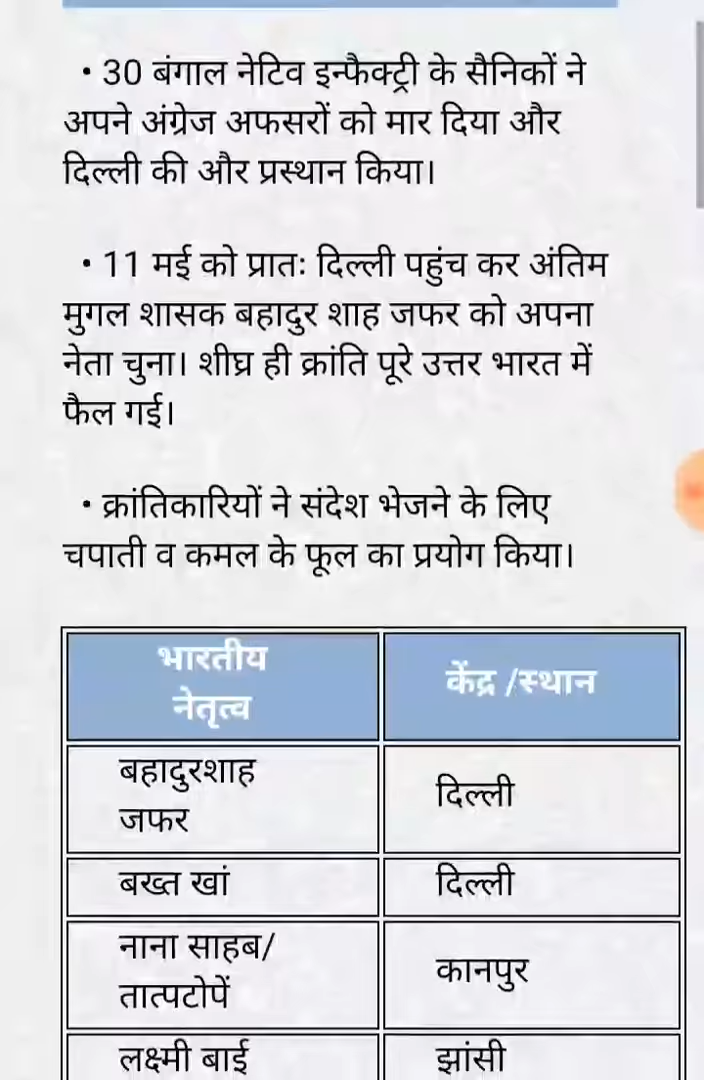 • 30 बंगाल नेटिव इन्फैक्ट्री के सैनिकों ने
अपने अंग्रेज अफसरों को मार दिया और
दिल्ली की और प्रस्थान किया।
• 11 मई को प्रातः दिल्ली पहुंच कर अंतिम
मुगल शासक बहादुर शाह जफर को अपना
नेता चुना। शीघ्र ही क्रांति पूरे उत्तर भारत में
फैल गई।
• क्रांतिकारियों ने संदेश भेजने के लिए
चपाती व कमल के फूल का प्रयोग किया।
भारतीय
नेतृत्व
केंद्र /स्थान
बहादुरशाह
जफर
दिल्ली
बख्त खां
दिल्ली
नाना साहब/
तात्पटोपें
कानपुर
लक्ष्मी बाई
झांसी